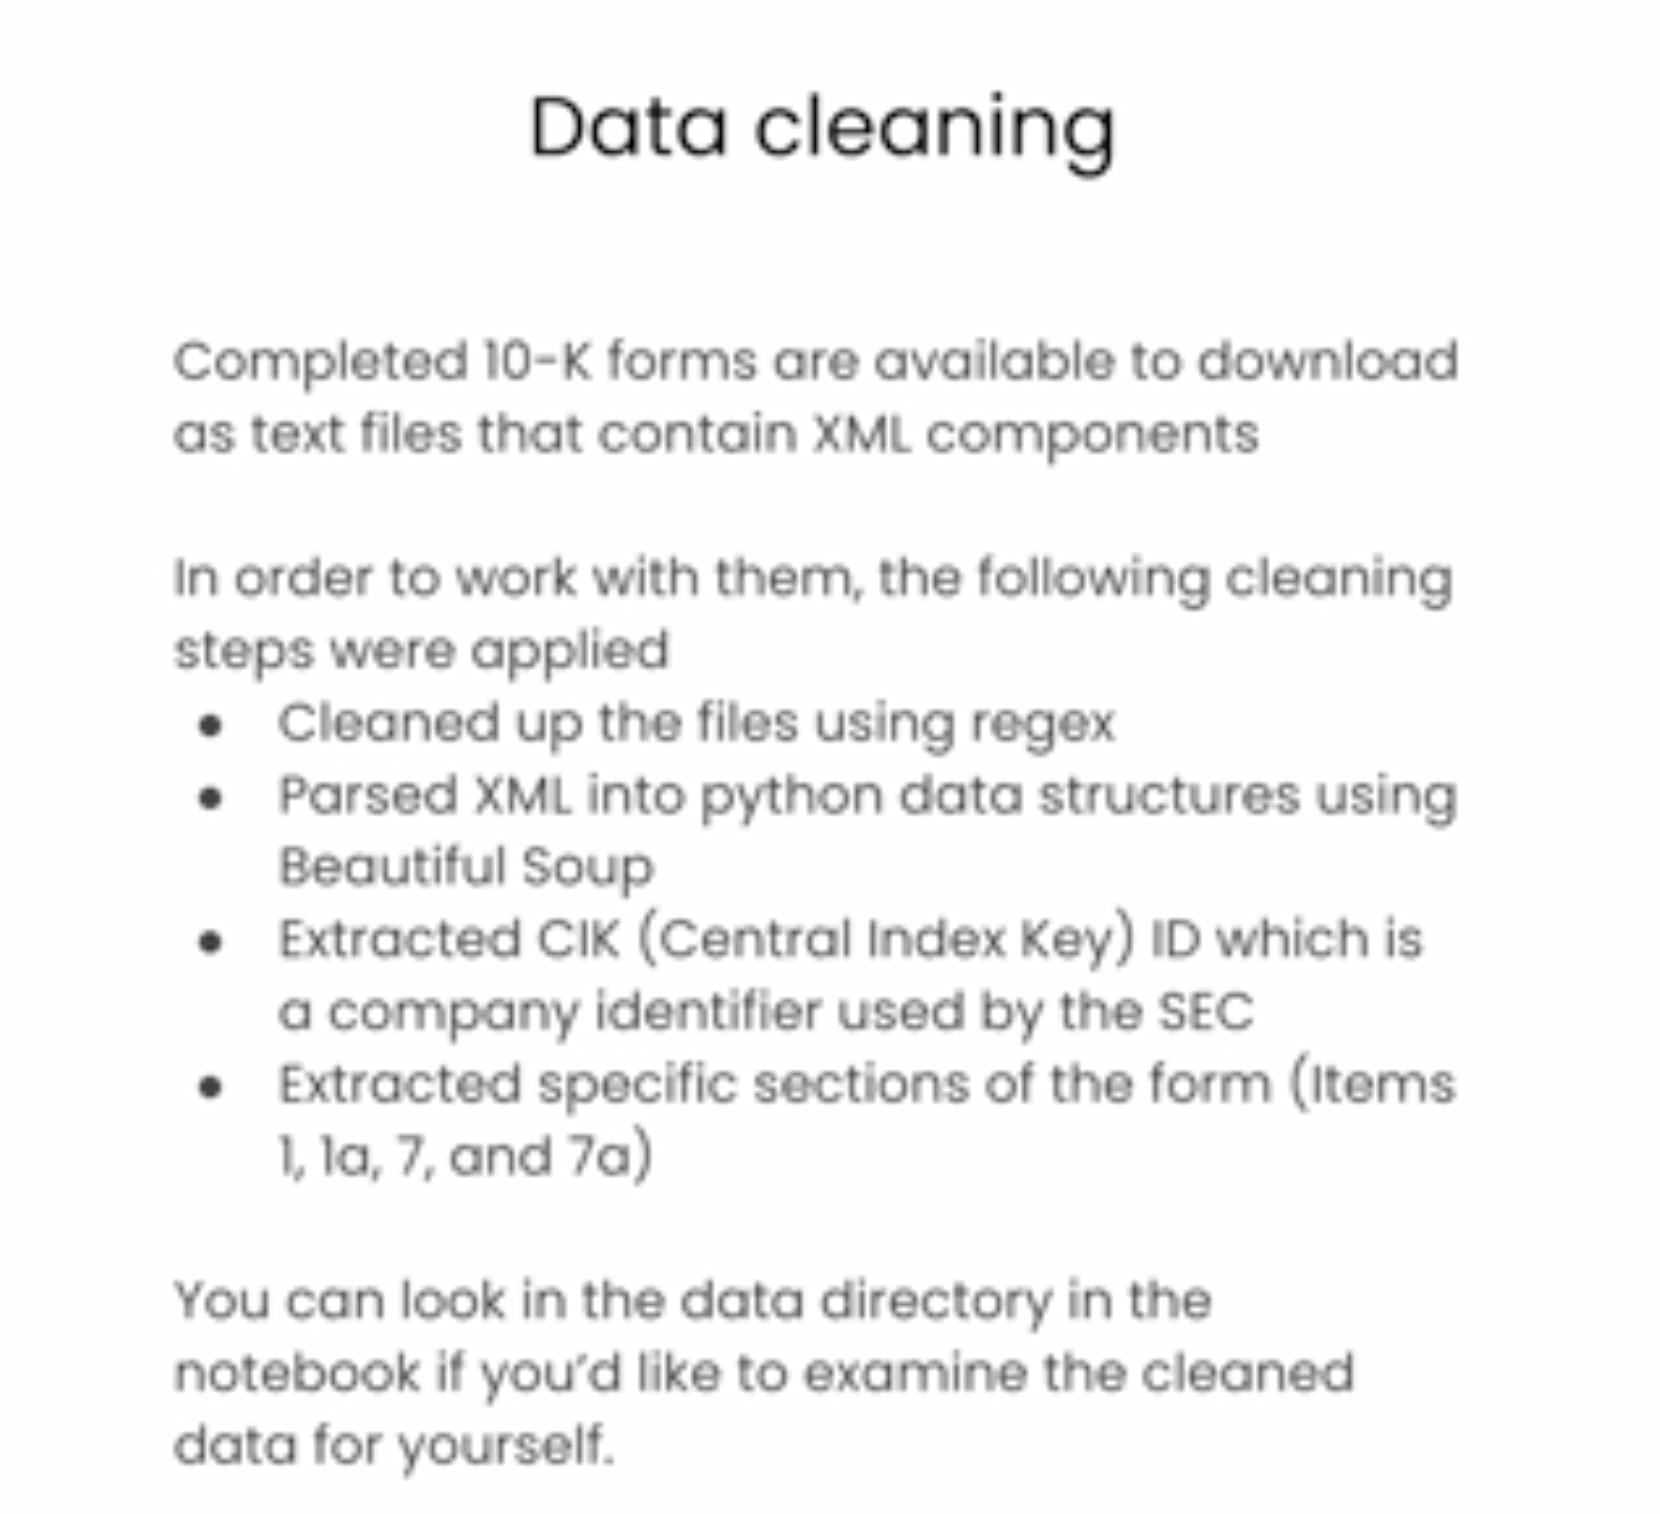 Data cleaning
Completed 10-K forms are available to download
as text files that contain XML components
In order to work with them, the following cleaning
steps were applied
● Cleaned up the files using regex
● Parsed XML into python data structures using
Beautiful Soup
● Extracted CIK (Central Index Key) ID which is
a company identifier used by the SEC
● Extracted specific sections of the form (Items
1, 1a, 7, and 7a)
You can look in the data directory in the
notebook if you’d like to examine the cleaned
data for yourself.